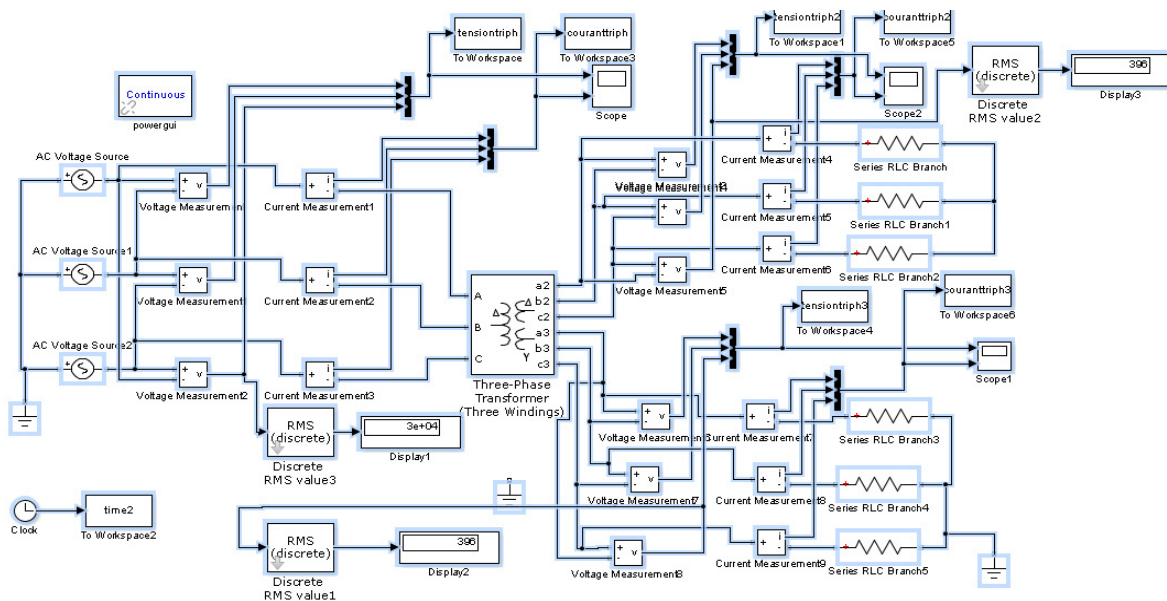 tensiontriph
To Workspace
couranttriph
To Workspace3
Scope
tensiontriph2
To Workspace1
couranttriph2
To Workspace5
Scope2
RMS
(discrete)
Discrete
RMS value2
396
Display3
Continuous
powergui
AC Voltage Source
+
v
+
-
Voltage Measurement
i
+
-
Current Measurement1
AC Voltage Source1
+
v
+
-
i
+
-
Current Measurement2
AC Voltage Source2
+
v
+
-
Voltage Measurement2
i
+
-
Current Measurement3
A
B
C
Δ
Δ
Y
a2
b2
c2
a3
b3
c3
Three-Phase
Transformer
(Three Windings)
v
+
-
v
+
-
v
+
-
Voltage Measurement5
i
+
-
Current Measurement4
+
Series RLC Branch
i
+
-
Current Measurement5
+
Series RLC Branch1
i
+
-
Current Measurement6
+
Series RLC Branch2
tensiontriph3
To Workspace4
couranttriph3
To Workspace6
Scope1
v
+
-
i
+
-
Current Measurement7
+
Series RLC Branch3
v
+
-
Voltage Measurement7
i
+
-
Current Measurement8
+
Series RLC Branch4
v
+
-
Voltage Measurement8
i
+
-
Current Measurement9
+
Series RLC Branch5
RMS
(discrete)
Discrete
RMS value3
3e+04
Display1
Clock
time2
To Workspace2
RMS
(discrete)
Discrete
RMS value1
396
Display2